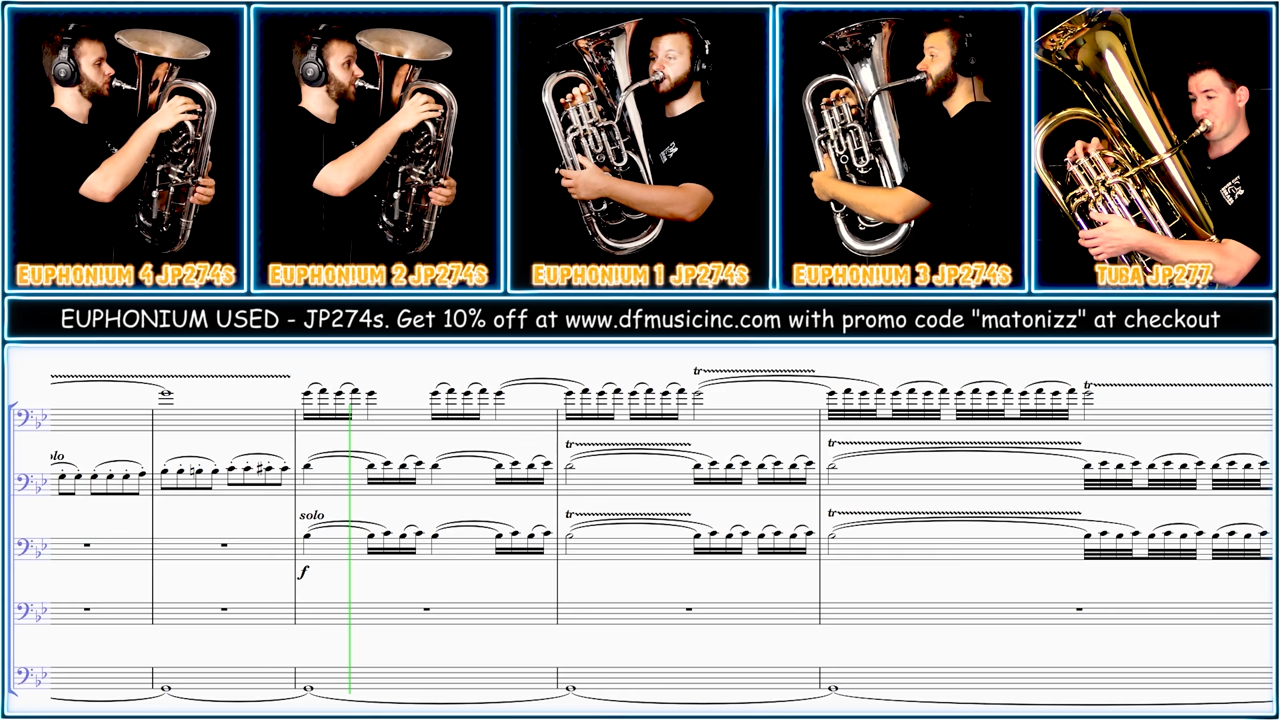 EUPHONIUM 4 JP274S
EUPHONIUM 2 JP274S
EUPHONIUM 1 JP274S
EUPHONIUM 3 JP274S
TUBA JP277
EUPHONIUM USED - JP274s. Get 10% off at www.dfmusicinc.com with promo code "matonizz" at checkout
tr
tr
olo
tr
tr
solo
tr
tr
f